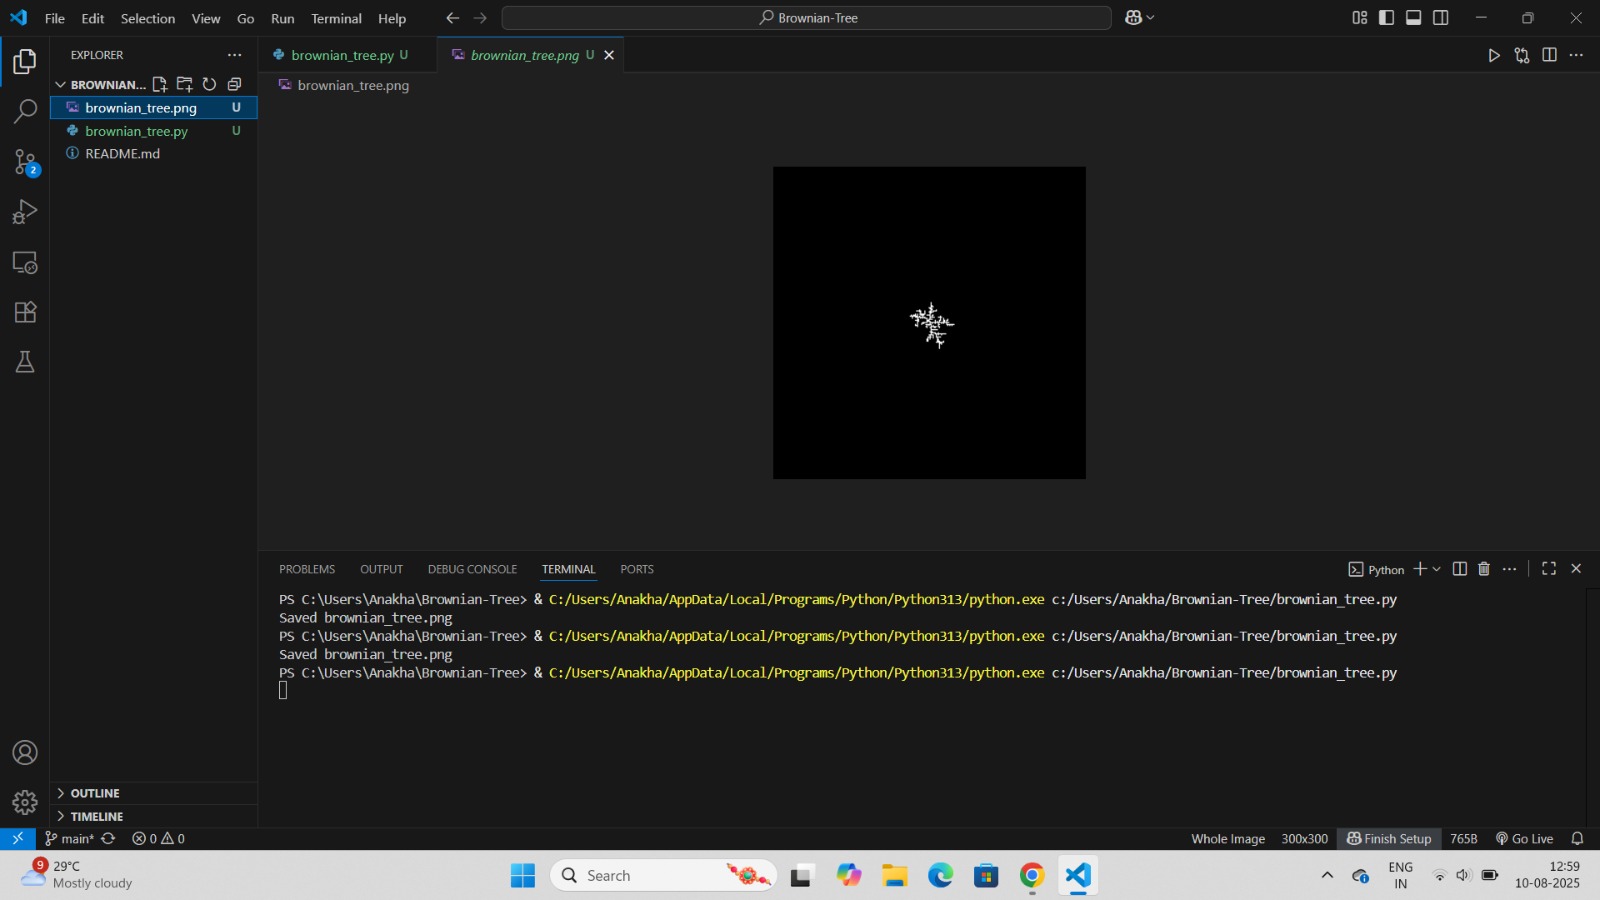 File Edit Selection View Go Run Terminal Help
Brownian-Tree
EXPLORER
BROWNIAN...
brownian_tree.png U
brownian_tree.py U
README.md
2
OUTLINE
TIMELINE
brownian_tree.py U
brownian_tree.png U
brownian_tree.png
PROBLEMS OUTPUT DEBUG CONSOLE TERMINAL PORTS
Python
PS C:\Users\Anakha\Brownian-Tree> & C:/Users/Anakha/AppData/Local/Programs/Python/Python313/python.exe c:/Users/Anakha/Brownian-Tree/brownian_tree.py
Saved brownian_tree.png
PS C:\Users\Anakha\Brownian-Tree> & C:/Users/Anakha/AppData/Local/Programs/Python/Python313/python.exe c:/Users/Anakha/Brownian-Tree/brownian_tree.py
Saved brownian_tree.png
PS C:\Users\Anakha\Brownian-Tree> & C:/Users/Anakha/AppData/Local/Programs/Python/Python313/python.exe c:/Users/Anakha/Brownian-Tree/brownian_tree.py
main* 0 0 Whole Image 300x300 Finish Setup 765B Go Live
9
29°C
Mostly cloudy
Search
ENG
IN
12:59
10-08-2025